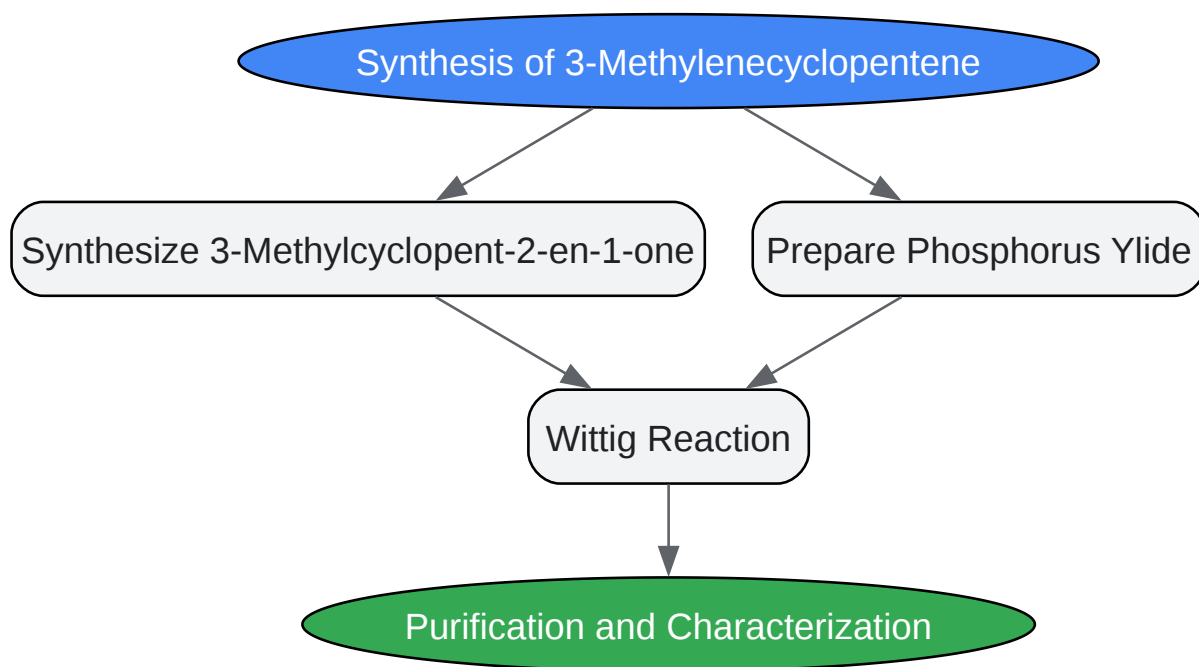 Synthesis of 3-Methylenecyclopentene
Synthesize 3-Methylcyclopent-2-en-1-one
Prepare Phosphorus Ylide
Wittig Reaction
Purification and Characterization